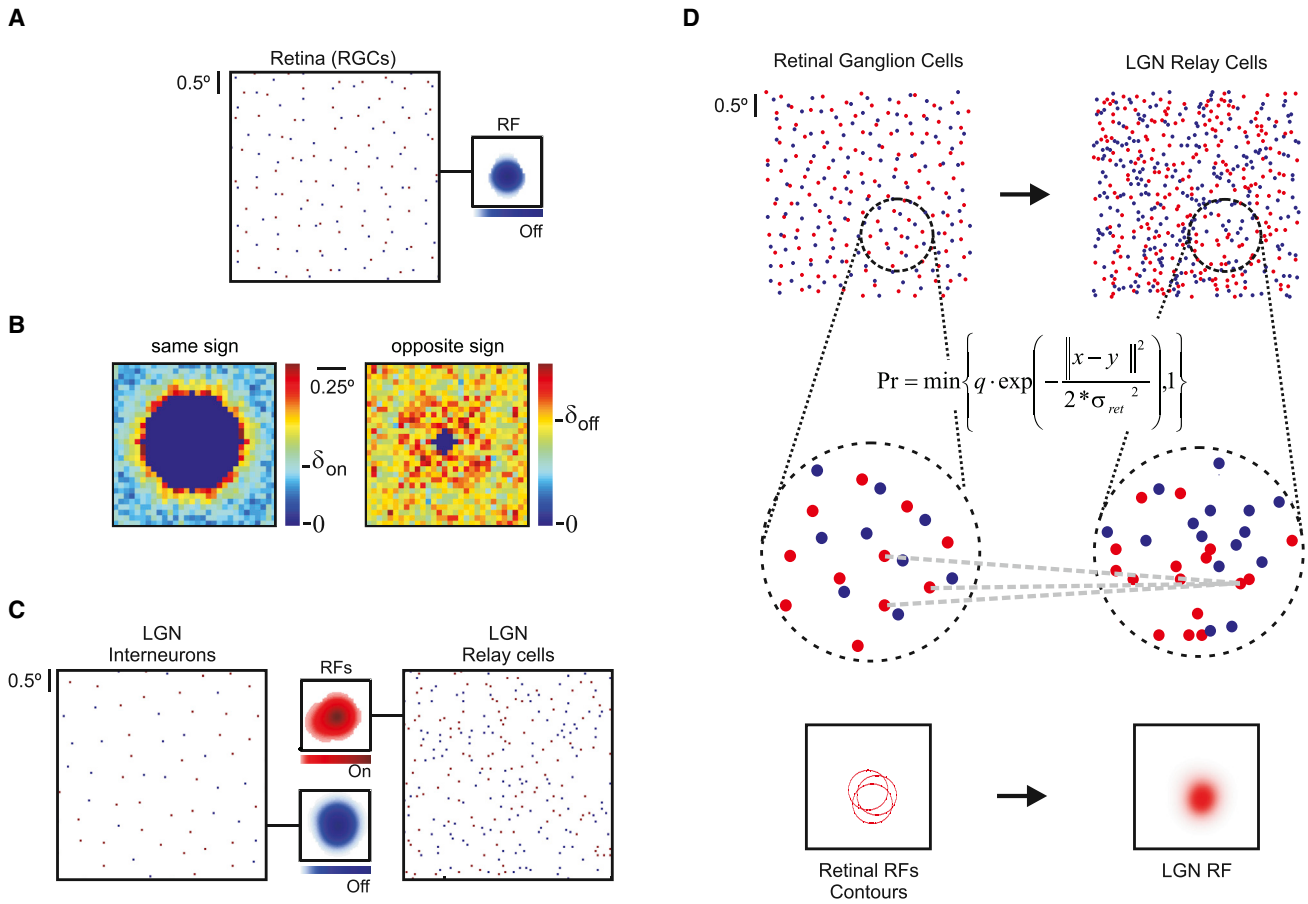 A
Retina (RGCs)
0.5º
RF
Off
B
same sign
opposite sign
0.25º
δon
0
δoff
0
C
LGN
Interneurons
LGN
Relay cells
0.5º
RFs
On
Off
D
Retinal Ganglion Cells
LGN Relay Cells
0.5º
Pr = min{q · exp(−‖x − y‖² / 2*σret²),1}
Retinal RFs
Contours
LGN RF